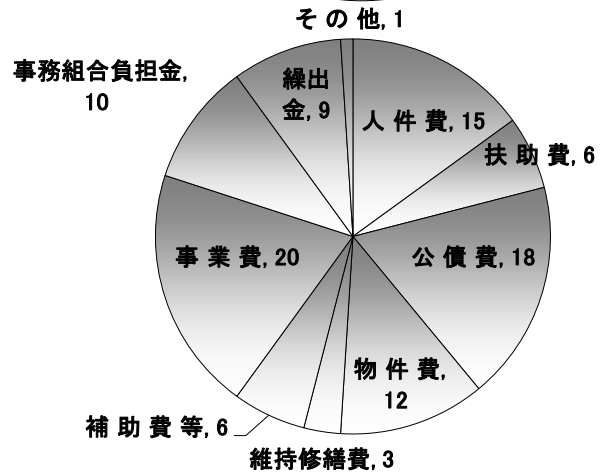 その他, 1
事務組合負担金,
10
繰出
金, 9
人件費, 15
扶助費, 6
事業費, 20
公債費, 18
物件費,
12
補助費等, 6
維持修繕費, 3